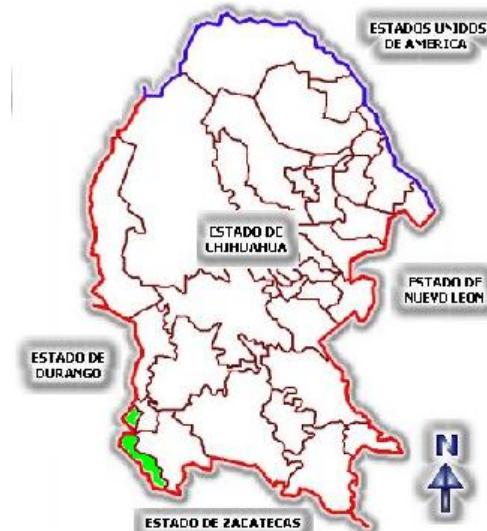 ESTADOS UNIDOS
DE AMERICA
ESTADO DE
CHIHUAHUA
ESTADO DE
NUEVO LEON
ESTADO DE
DURANGO
N
ESTADO DE ZACATECAS